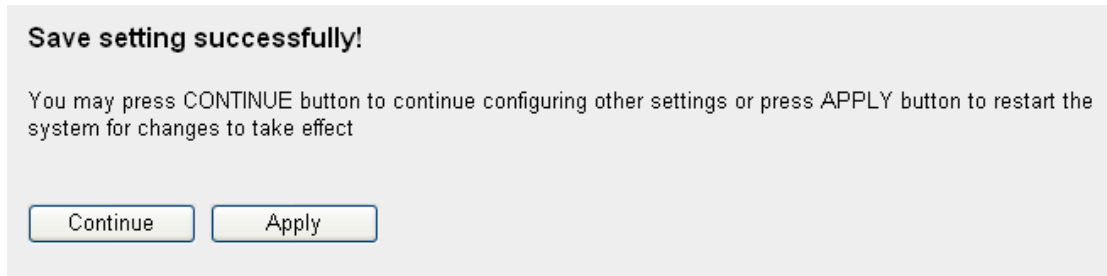 Save setting successfully!
You may press CONTINUE button to continue configuring other settings or press APPLY button to restart the
system for changes to take effect
Continue
Apply